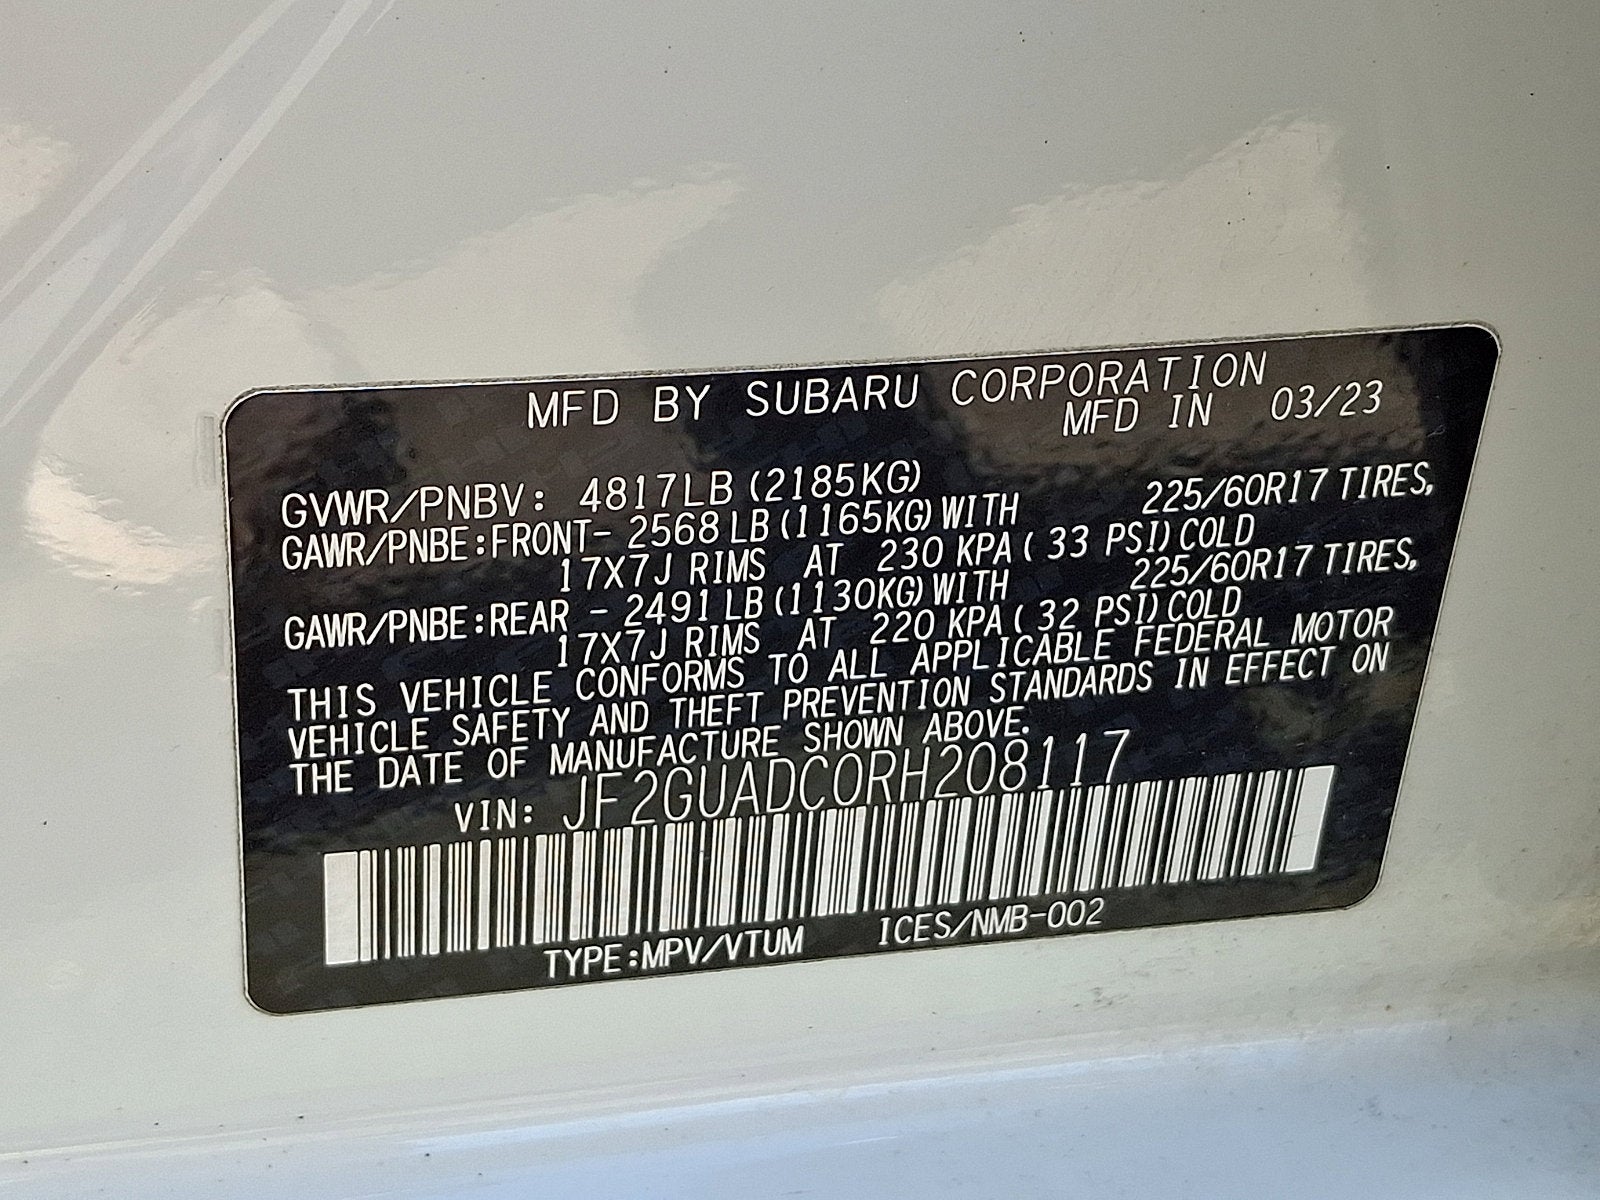 MFD BY SUBARU CORPORATION
MFD IN 03/23
GVWR/PNBV: 4817LB (2185KG)
GAWR/PNBE:FRONT- 2568 LB (1165KG) WITH 225/60R17 TIRES,
17X7J RIMS AT 230 KPA ( 33 PSI) COLD
GAWR/PNBE:REAR - 2491 LB (1130KG) WITH 225/60R17 TIRES,
17X7J RIMS AT 220 KPA ( 32 PSI) COLD
THIS VEHICLE CONFORMS TO ALL APPLICABLE FEDERAL MOTOR
VEHICLE SAFETY AND THEFT PREVENTION STANDARDS IN EFFECT ON
THE DATE OF MANUFACTURE SHOWN ABOVE.
VIN: JF2GUADC0RH208117
TYPE:MPV/VTUM ICES/NMB-002